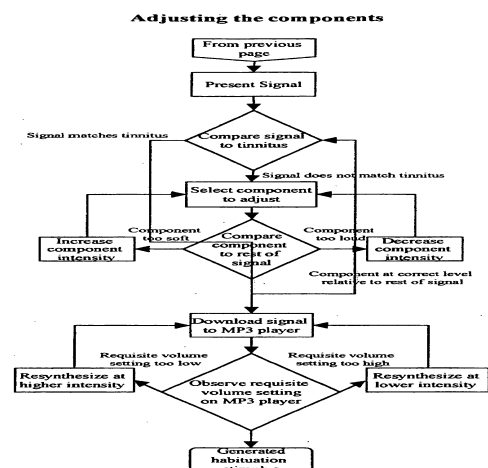 Adjusting the components
From previous
page
Present Signal
Signal matches tinnitus
Compare signal
to tinnitus
Signal does not match tinnitus
Select component
to adjust
Component
too soft
Component
too loud
Compare
component
to rest of
signal
Increase
component
intensity
Decrease
component
intensity
Component at correct level
relative to rest of signal
Download signal
to MP3 player
Requisite volume
setting too low
Requisite volume
setting too high
Resynthesize at
higher intensity
Observe requisite
volume setting
on MP3 player
Resynthesize at
lower intensity
Generated
habituation